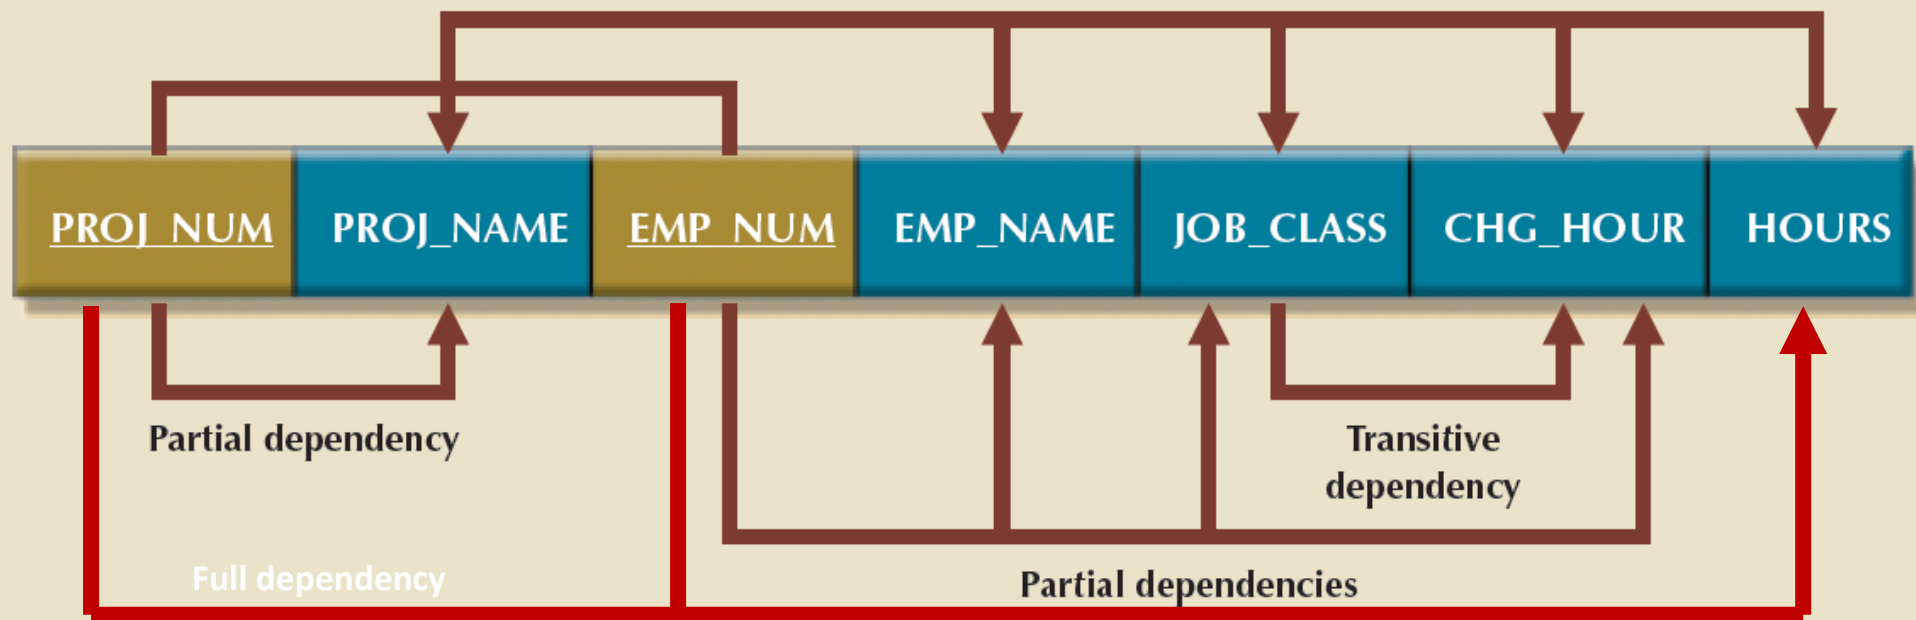 PROJ_NUM PROJ_NAME EMP_NUM EMP_NAME JOB_CLASS CHG_HOUR HOURS
Partial dependency
Transitive
dependency
Full dependency
Partial dependencies